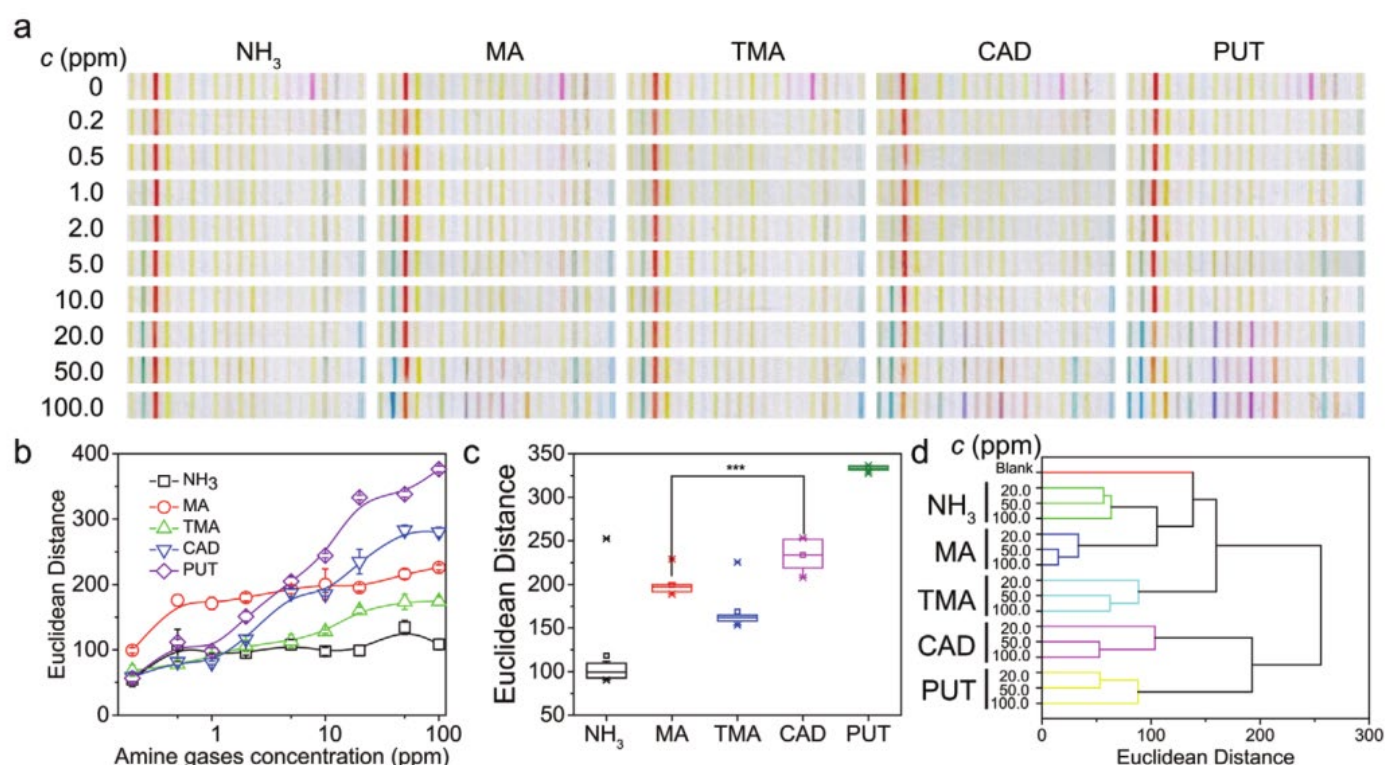 a
c (ppm) NH3 MA TMA CAD PUT
0
0.2
0.5
1.0
2.0
5.0
10.0
20.0
50.0
100.0
b
400
300
200
100
0
Euclidean Distance
NH3
MA
TMA
CAD
PUT
1 10 100
Amine gases concentration (ppm)
c
350
300
250
200
150
100
50
Euclidean Distance
***
NH3 MA TMA CAD PUT
d
c (ppm)
Blank
NH3
20.0
50.0
100.0
MA
20.0
50.0
100.0
TMA
20.0
50.0
100.0
CAD
20.0
50.0
100.0
PUT
20.0
50.0
100.0
0 100 200 300
Euclidean Distance